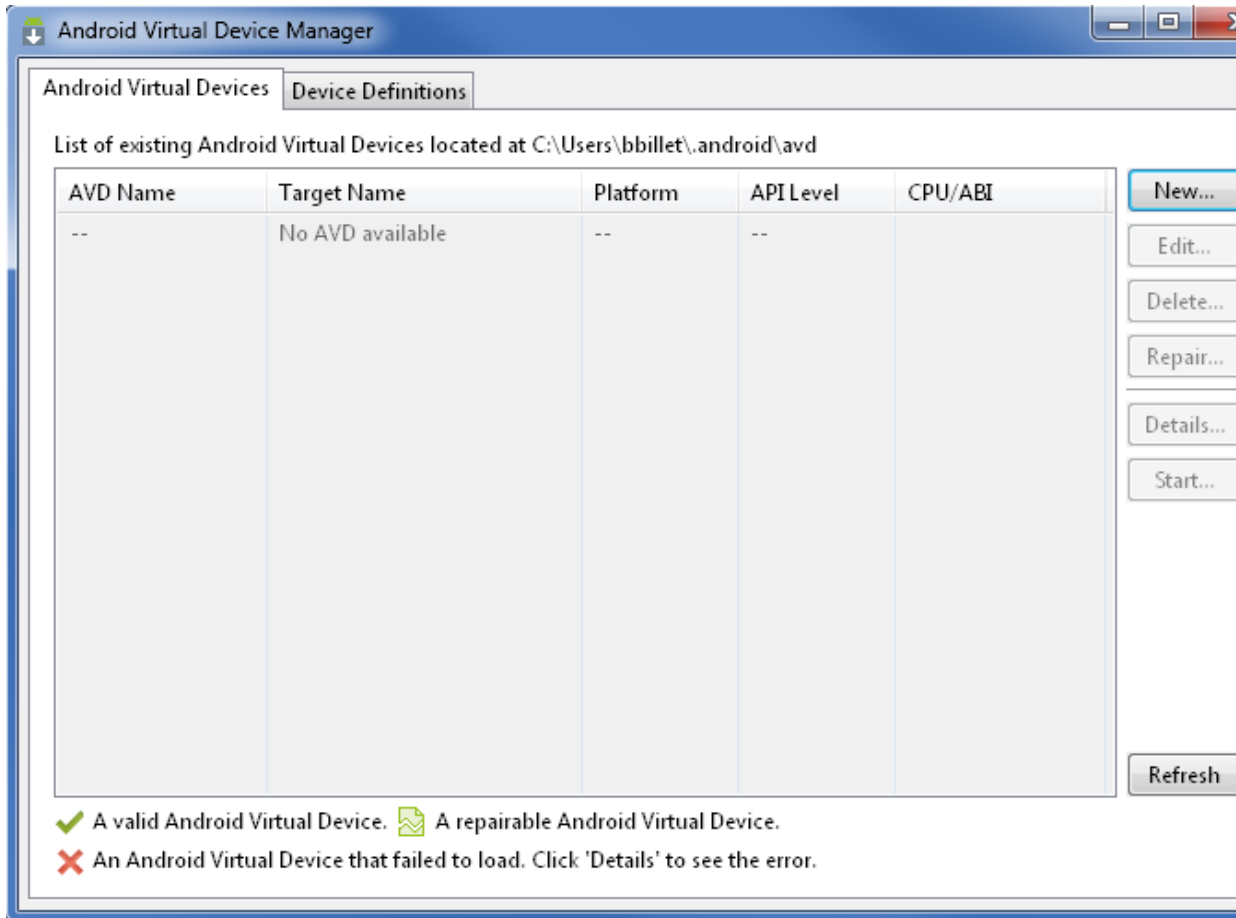 Android Virtual Device Manager
Android Virtual Devices Device Definitions
List of existing Android Virtual Devices located at C:\Users\bbillet\.android\avd
AVD Name Target Name Platform API Level CPU/ABI
-- No AVD available -- --
New...
Edit...
Delete...
Repair...
Details...
Start...
Refresh
A valid Android Virtual Device. A repairable Android Virtual Device.
An Android Virtual Device that failed to load. Click 'Details' to see the error.